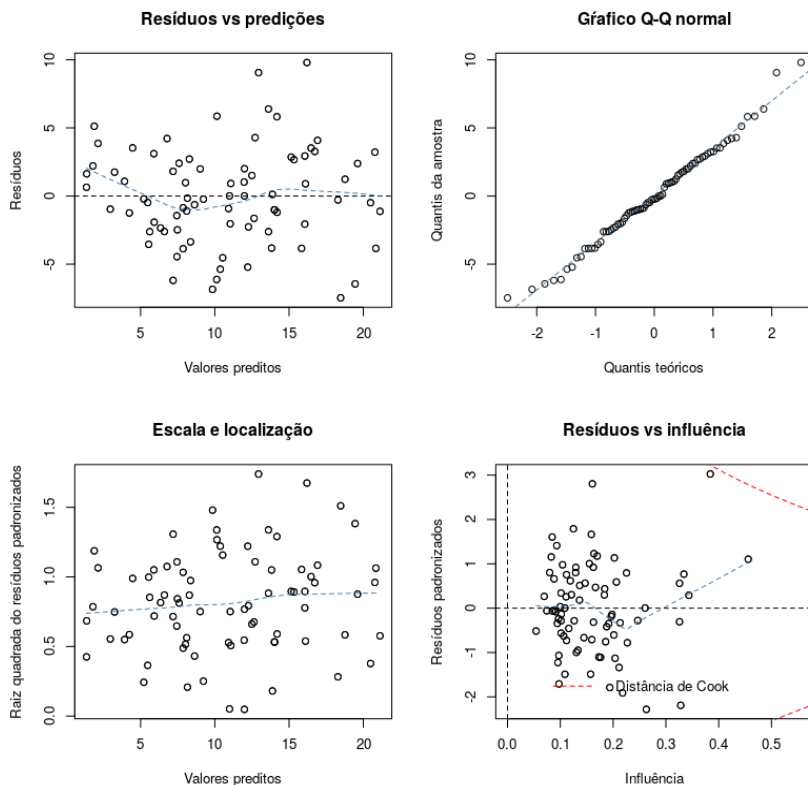 Resíduos vs predições
Resíduos
10
5
0
-5
5
10
15
20
Valores preditos
Gŕafico Q-Q normal
Quantis da amostra
10
5
0
-5
-2
-1
0
1
2
Quantis teóricos
Escala e localização
Raiz quadrada do resíduos padronizados
1.5
1.0
0.5
0.0
5
10
15
20
Valores preditos
Resíduos vs influência
Resíduos padronizados
3
2
1
0
-1
-2
Distância de Cook
0.0
0.1
0.2
0.3
0.4
0.5
Influência